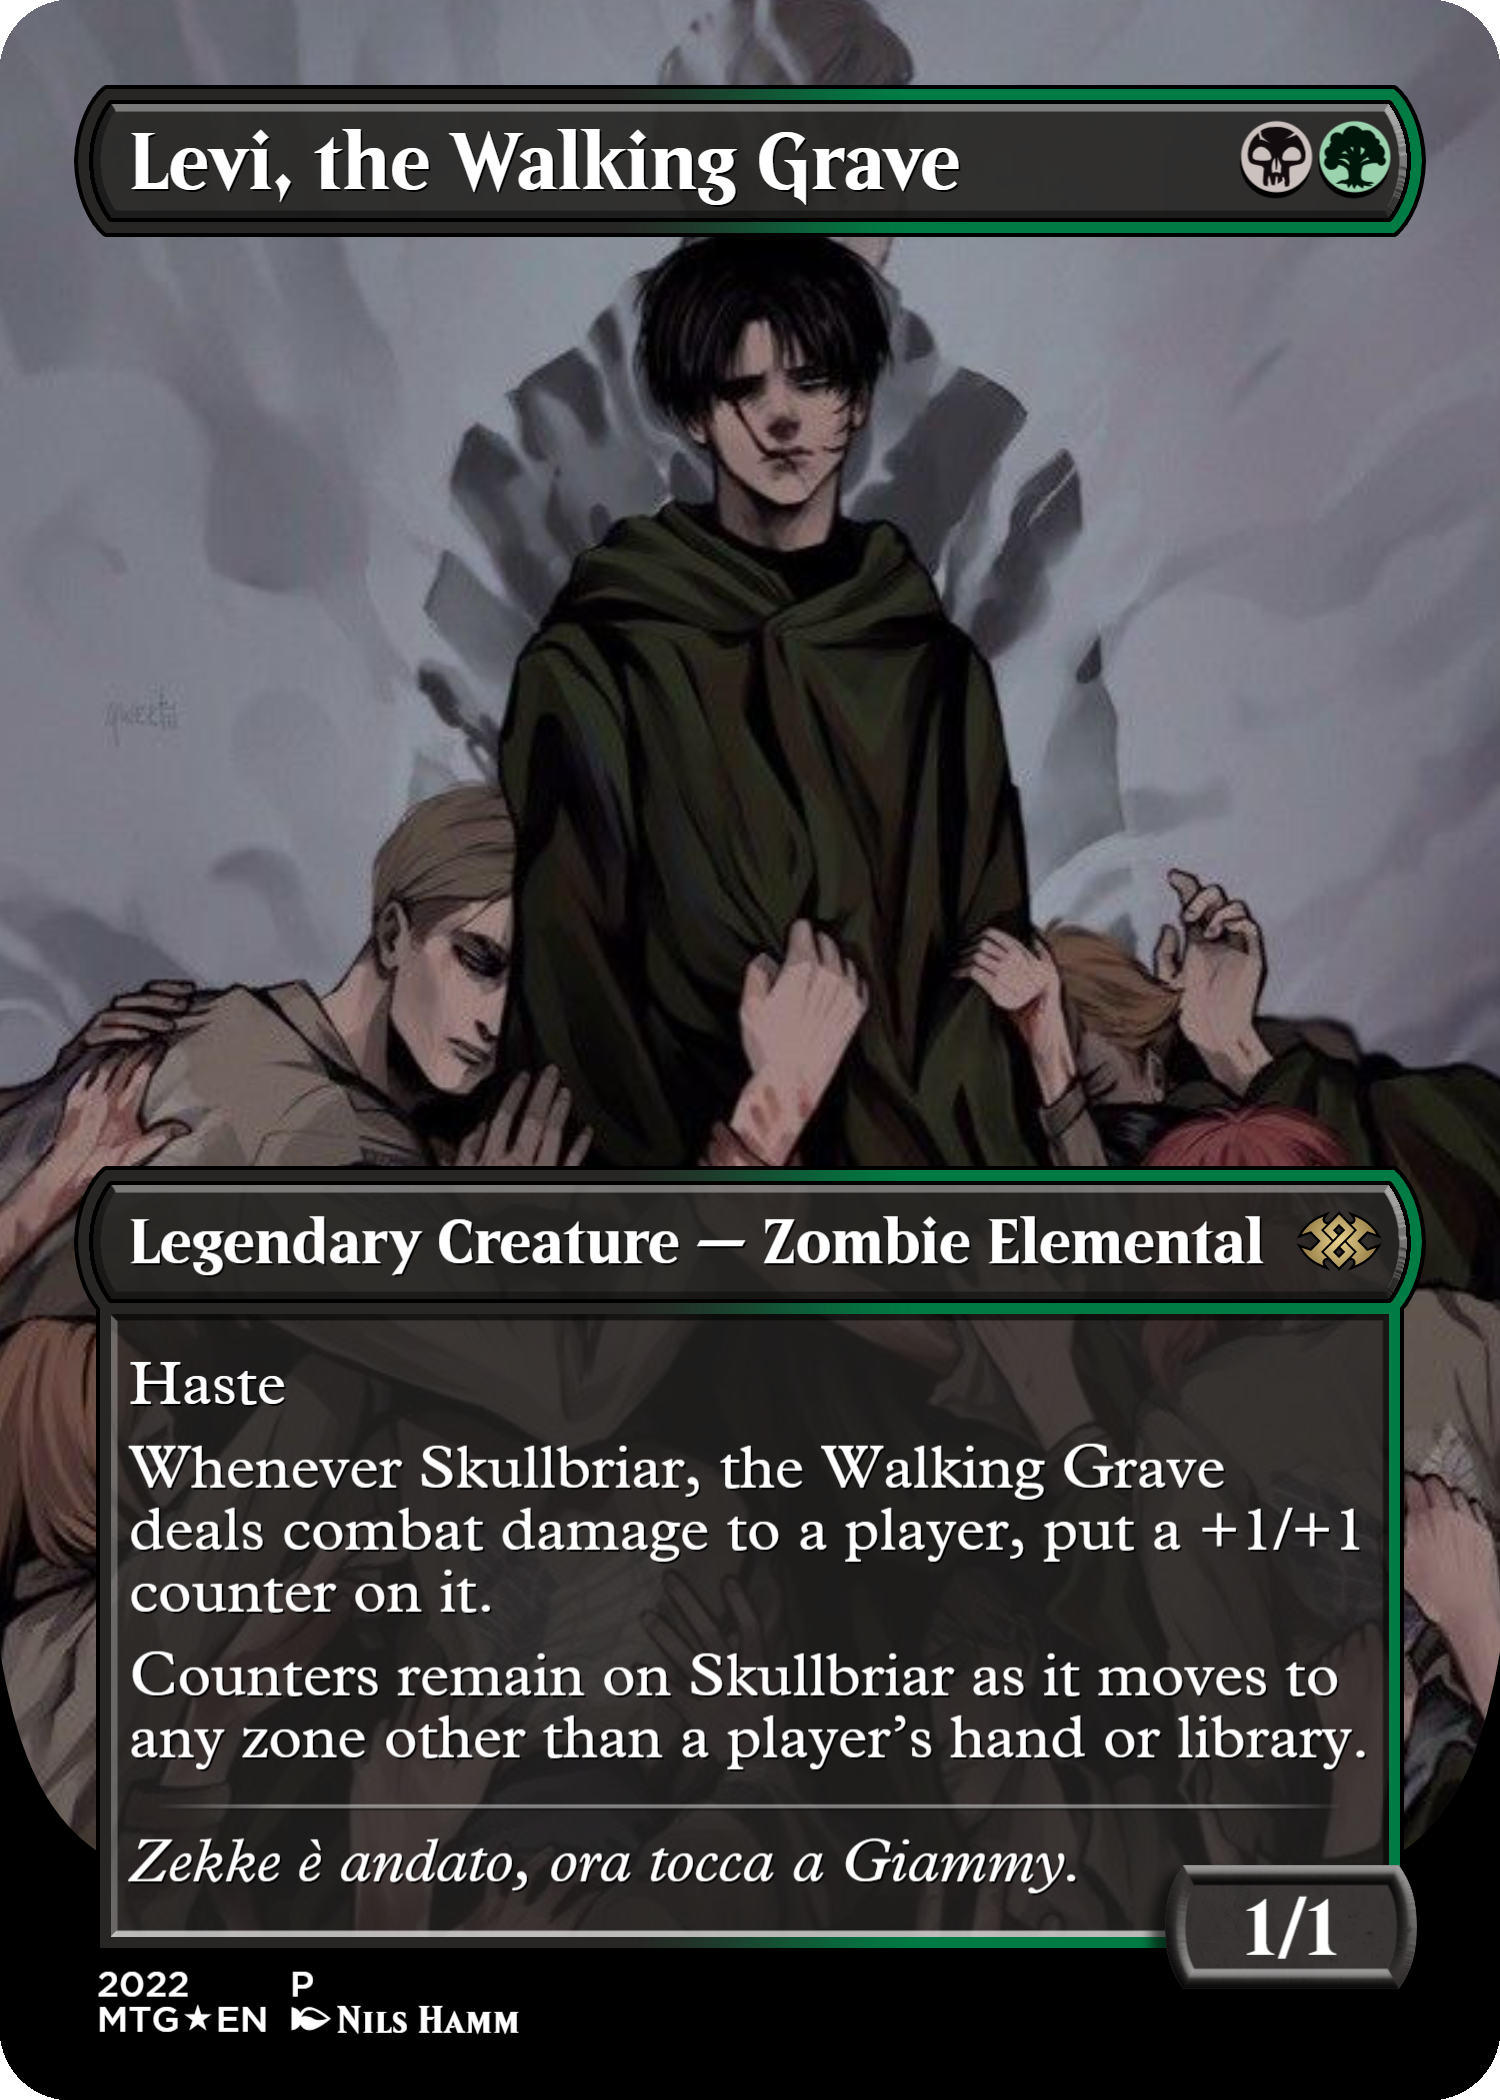 Levi, the Walking Grave
Legendary Creature — Zombie Elemental
Haste
Whenever Skullbriar, the Walking Grave
deals combat damage to a player, put a +1/+1
counter on it.
Counters remain on Skullbriar as it moves to
any zone other than a player’s hand or library.
Zekke è andato, ora tocca a Giammy.
1/1
2022 P
MTG★EN Nils Hamm